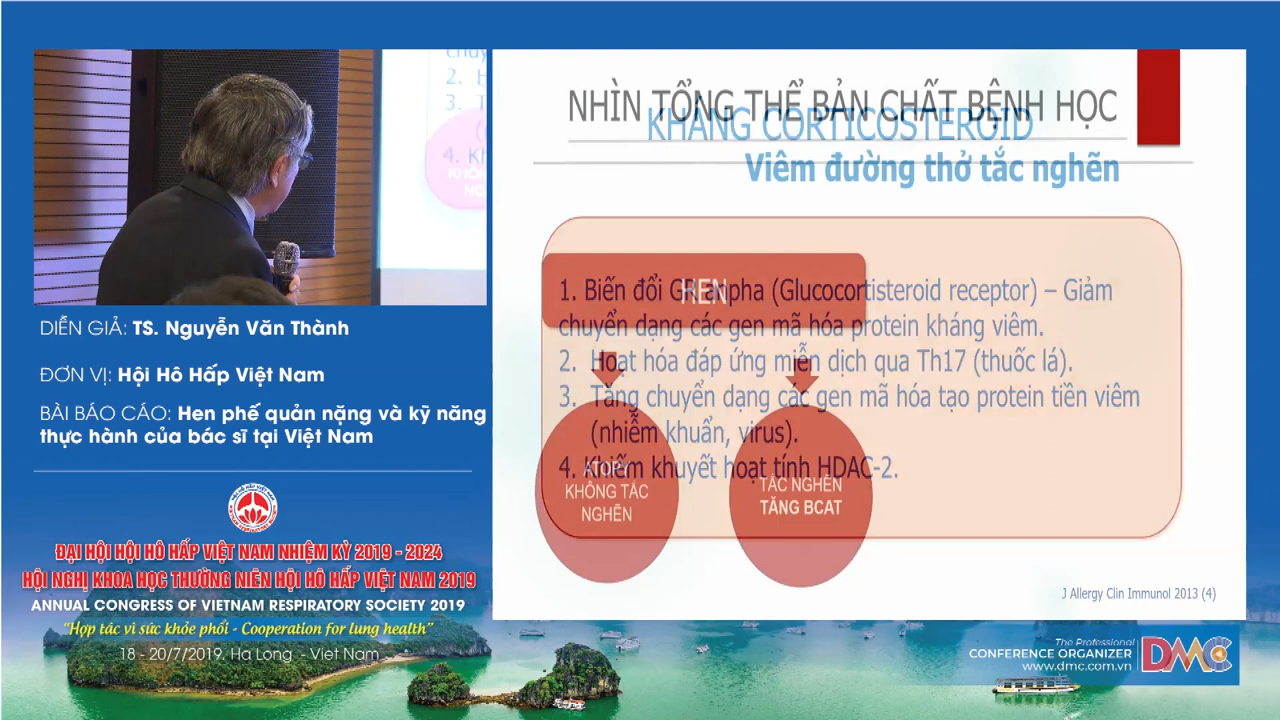 2. H
3. T
4. Kh
DIỄN GIẢ: TS. Nguyễn Văn Thành
ĐƠN VỊ: Hội Hô Hấp Việt Nam
BÀI BÁO CÁO: Hen phế quản nặng và kỹ năng
thực hành của bác sĩ tại Việt Nam
ĐẠI HỘI HỘI HÔ HẤP VIỆT NAM NHIỆM KỲ 2019 - 2024
HỘI NGHỊ KHOA HỌC THƯỜNG NIÊN HỘI HÔ HẤP VIỆT NAM 2019
ANNUAL CONGRESS OF VIETNAM RESPIRATORY SOCIETY 2019
"Hợp tác vì sức khỏe phổi - Cooperation for lung health"
18 - 20/7/2019. Ha Long - Viet Nam
NHÌN TỔNG THỂ BẢN CHẤT BỆNH HỌC
KHÁNG CORTICOSTEROID
Viêm đường thở tắc nghẽn
HEN
1. Biến đổi GR alpha (Glucocortisteroid receptor) – Giảm
chuyển dạng các gen mã hóa protein kháng viêm.
2. Hoạt hóa đáp ứng miễn dịch qua Th17 (thuốc lá).
3. Tăng chuyển dạng các gen mã hóa tạo protein tiền viêm
(nhiễm khuẩn, virus).
4. Khiếm khuyết hoạt tính HDAC-2.
ATOPY
KHÔNG TẮC
NGHẼN
TẮC NGHẼN
TĂNG BCAT
J Allergy Clin Immunol 2013 (4)
The Professional
CONFERENCE ORGANIZER
www.dmc.com.vn
DMC